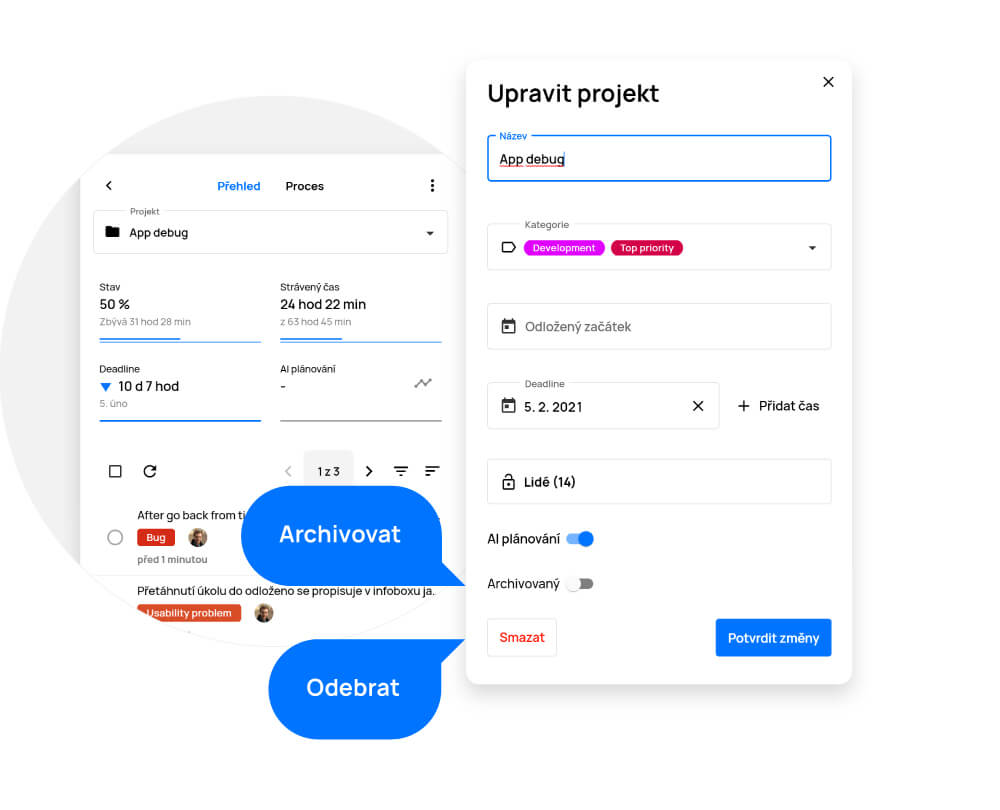 Přehled
Proces
Projekt
App debug
Stav
50 %
Zbývá 31 hod 28 min
Strávený čas
24 hod 22 min
z 63 hod 45 min
Deadline
10 d 7 hod
5. úno
AI plánování
-
1 z 3
After go back from ti
Bug
před 1 minutou
Přetáhnutí úkolu do odloženo se propisuje v infoboxu ja.
Usability problem
Archivovat
Odebrat
Upravit projekt
Název
App debug
Kategorie
Development
Top priority
Odložený začátek
Deadline
5. 2. 2021
Přidat čas
Lidé (14)
AI plánování
Archivovaný
Smazat
Potvrdit změny